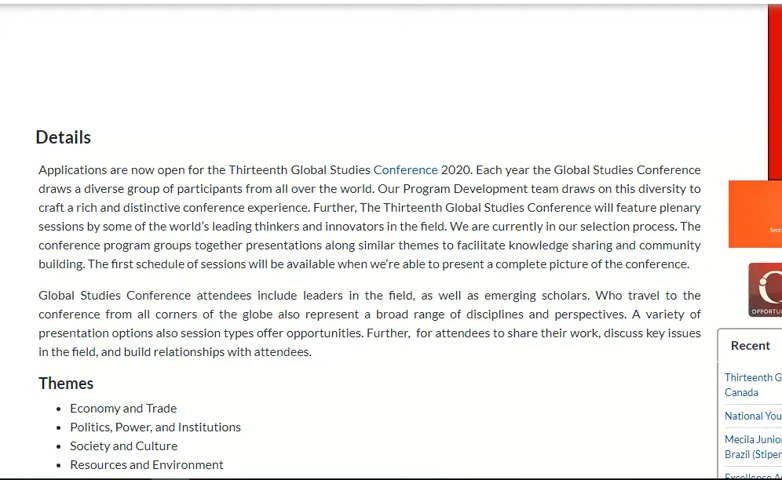 Details
Applications are now open for the Thirteenth Global Studies Conference 2020. Each year the Global Studies Conference
draws a diverse group of participants from all over the world. Our Program Development team draws on this diversity to
craft a rich and distinctive conference experience. Further, The Thirteenth Global Studies Conference will feature plenary
sessions by some of the world's leading thinkers and innovators in the field. We are currently in our selection process. The
conference program groups together presentations along similar themes to facilitate knowledge sharing and community
building. The first schedule of sessions will be available when we're able to present a complete picture of the conference.
Global Studies Conference attendees include leaders in the field, as well as emerging scholars. Who travel to the
conference from all corners of the globe also represent a broad range of disciplines and perspectives. A variety of
presentation options also session types offer opportunities. Further,  for attendees to share their work, discuss key issues
in the field, and build relationships with attendees.
Themes
• Economy and Trade
• Politics, Power, and Institutions
• Society and Culture
• Resources and Environment
Recent
Thirteenth G
Canada
National You
Mecila Junio
Brazil (Stiper